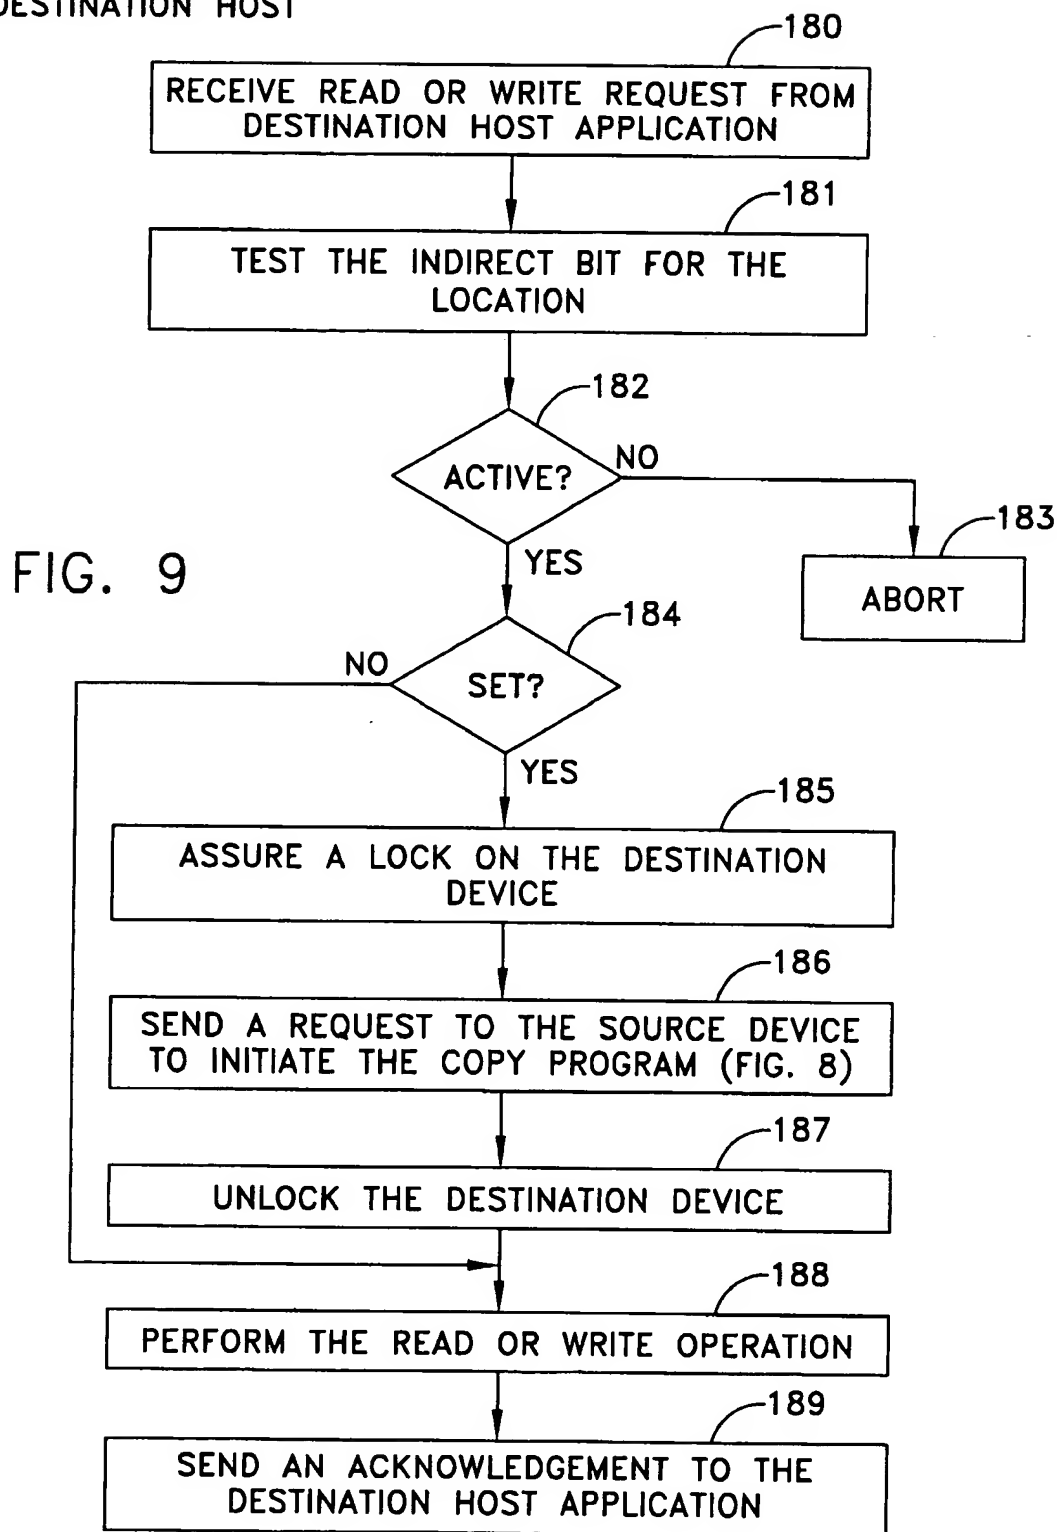 DESTINATION HOST
180
RECEIVE READ OR WRITE REQUEST FROM
DESTINATION HOST APPLICATION
181
TEST THE INDIRECT BIT FOR THE
LOCATION
182
ACTIVE?
NO
183
ABORT
YES
FIG. 9
184
NO
SET?
YES
185
ASSURE A LOCK ON THE DESTINATION
DEVICE
186
SEND A REQUEST TO THE SOURCE DEVICE
TO INITIATE THE COPY PROGRAM (FIG. 8)
187
UNLOCK THE DESTINATION DEVICE
188
PERFORM THE READ OR WRITE OPERATION
189
SEND AN ACKNOWLEDGEMENT TO THE
DESTINATION HOST APPLICATION